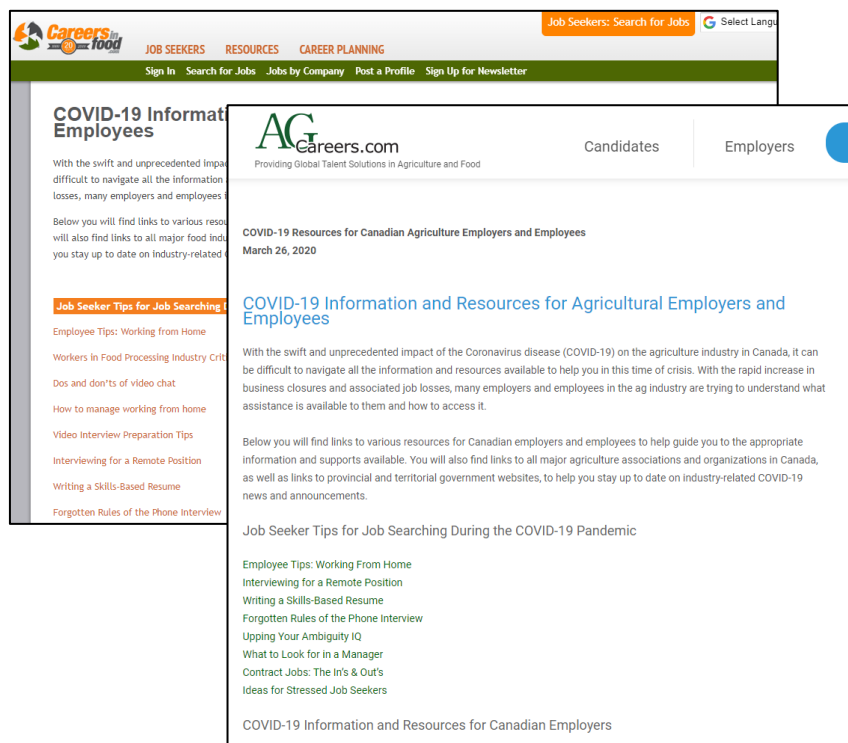 Careers in
20 food
.com
Job Seekers: Search for Jobs
Select Langu
JOB SEEKERS RESOURCES CAREER PLANNING
Sign In Search for Jobs Jobs by Company Post a Profile Sign Up for Newsletter
COVID-19 Informati
Employees
With the swift and unprecedented impac
difficult to navigate all the information
losses, many employers and employees i
Below you will find links to various resou
will also find links to all major food indu
you stay up to date on industry-related
Job Seeker Tips for Job Searching D
Employee Tips: Working from Home
Workers in Food Processing Industry Criti
Dos and don'ts of video chat
How to manage working from home
Video Interview Preparation Tips
Interviewing for a Remote Position
Writing a Skills-Based Resume
Forgotten Rules of the Phone Interview
AGCareers.com
Providing Global Talent Solutions in Agriculture and Food
Candidates
Employers
COVID-19 Resources for Canadian Agriculture Employers and Employees
March 26, 2020
COVID-19 Information and Resources for Agricultural Employers and
Employees
With the swift and unprecedented impact of the Coronavirus disease (COVID-19) on the agriculture industry in Canada, it can
be difficult to navigate all the information and resources available to help you in this time of crisis. With the rapid increase in
business closures and associated job losses, many employers and employees in the ag industry are trying to understand what
assistance is available to them and how to access it.
Below you will find links to various resources for Canadian employers and employees to help guide you to the appropriate
information and supports available. You will also find links to all major agriculture associations and organizations in Canada,
as well as links to provincial and territorial government websites, to help you stay up to date on industry-related COVID-19
news and announcements.
Job Seeker Tips for Job Searching During the COVID-19 Pandemic
Employee Tips: Working From Home
Interviewing for a Remote Position
Writing a Skills-Based Resume
Forgotten Rules of the Phone Interview
Upping Your Ambiguity IQ
What to Look for in a Manager
Contract Jobs: The In's & Out's
Ideas for Stressed Job Seekers
COVID-19 Information and Resources for Canadian Employers